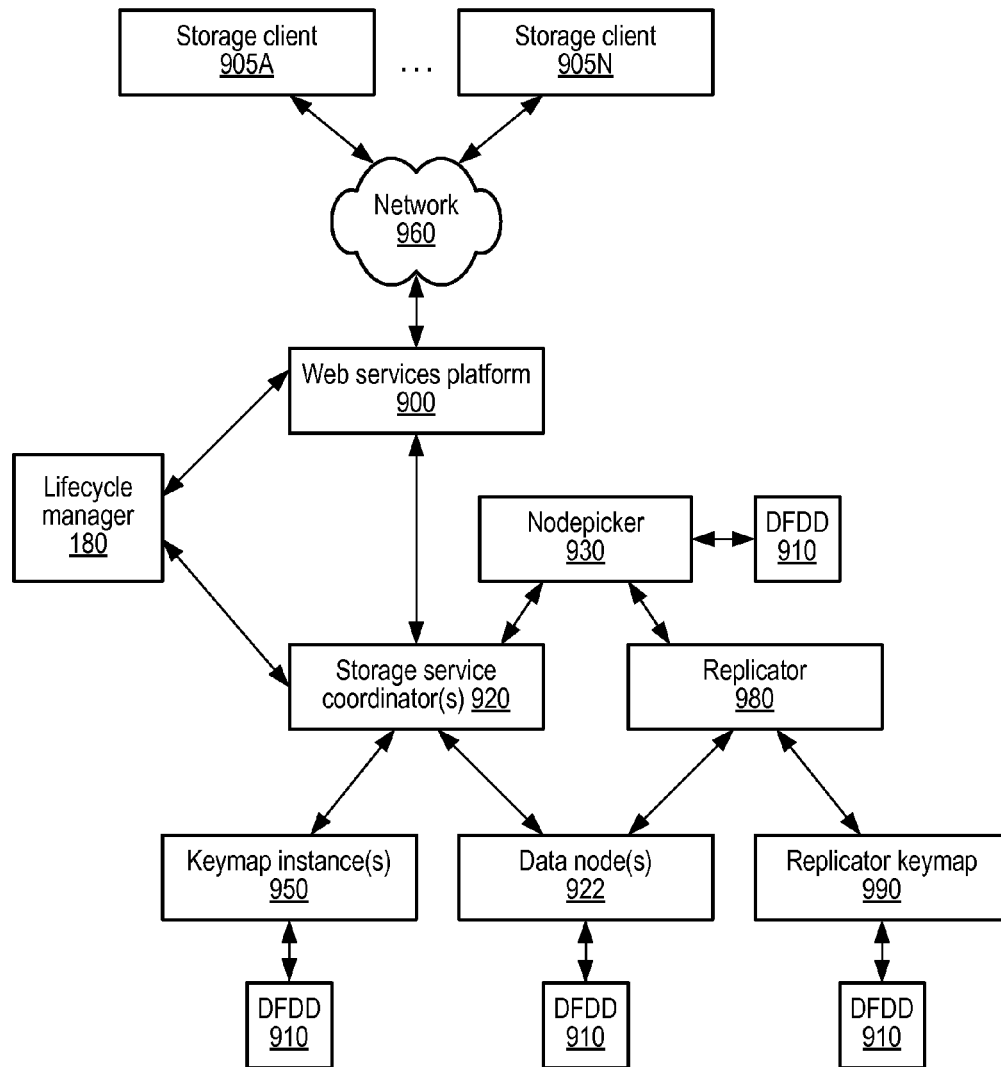 Storage client
905A
...
Storage client
905N
Network
960
Web services platform
900
Lifecycle
manager
180
Nodepicker
930
DFDD
910
Storage service
coordinator(s) 920
Replicator
980
Keymap instance(s)
950
Data node(s)
922
Replicator keymap
990
DFDD
910
DFDD
910
DFDD
910